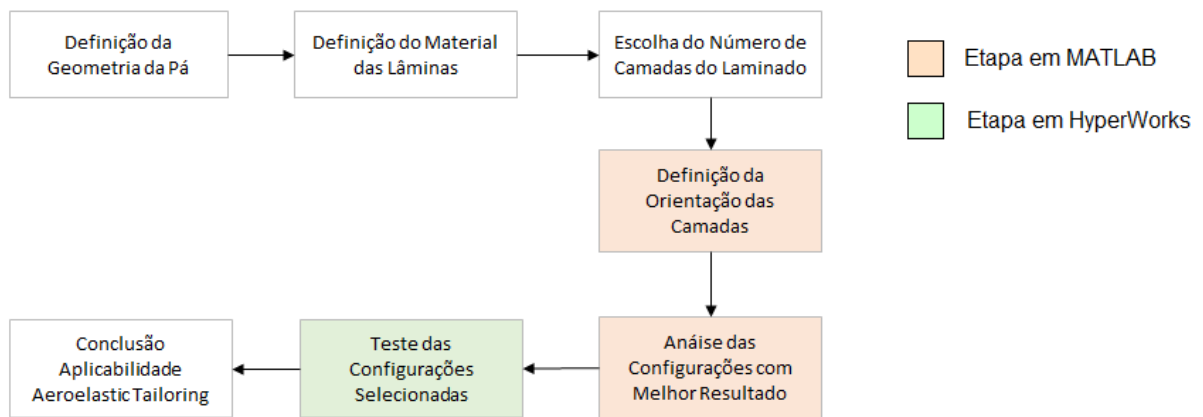 Definição da
Geometria da Pá
Definição do Material
das Lâminas
Escolha do Número de
Camadas do Laminado
Etapa em MATLAB
Etapa em HyperWorks
Definição da
Orientação das
Camadas
Anáise das
Configurações com
Melhor Resultado
Teste das
Configurações
Selecionadas
Conclusão
Aplicabilidade
Aeroelastic Tailoring